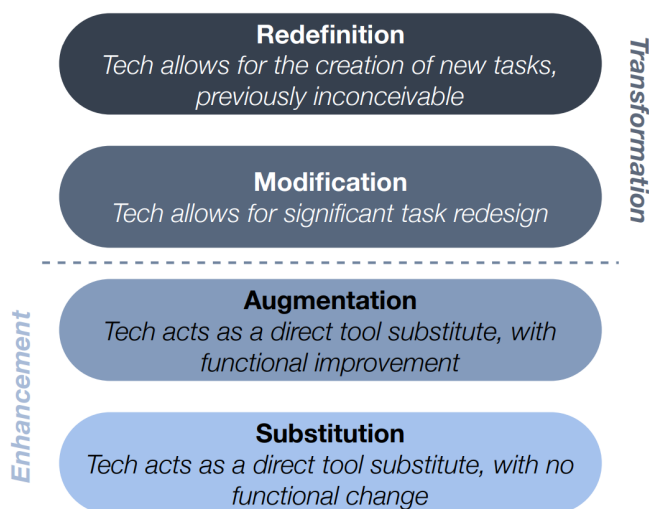 Redefinition
Tech allows for the creation of new tasks,
previously inconceivable
Transformation
Modification
Tech allows for significant task redesign
Augmentation
Tech acts as a direct tool substitute, with
functional improvement
Enhancement
Substitution
Tech acts as a direct tool substitute, with no
functional change